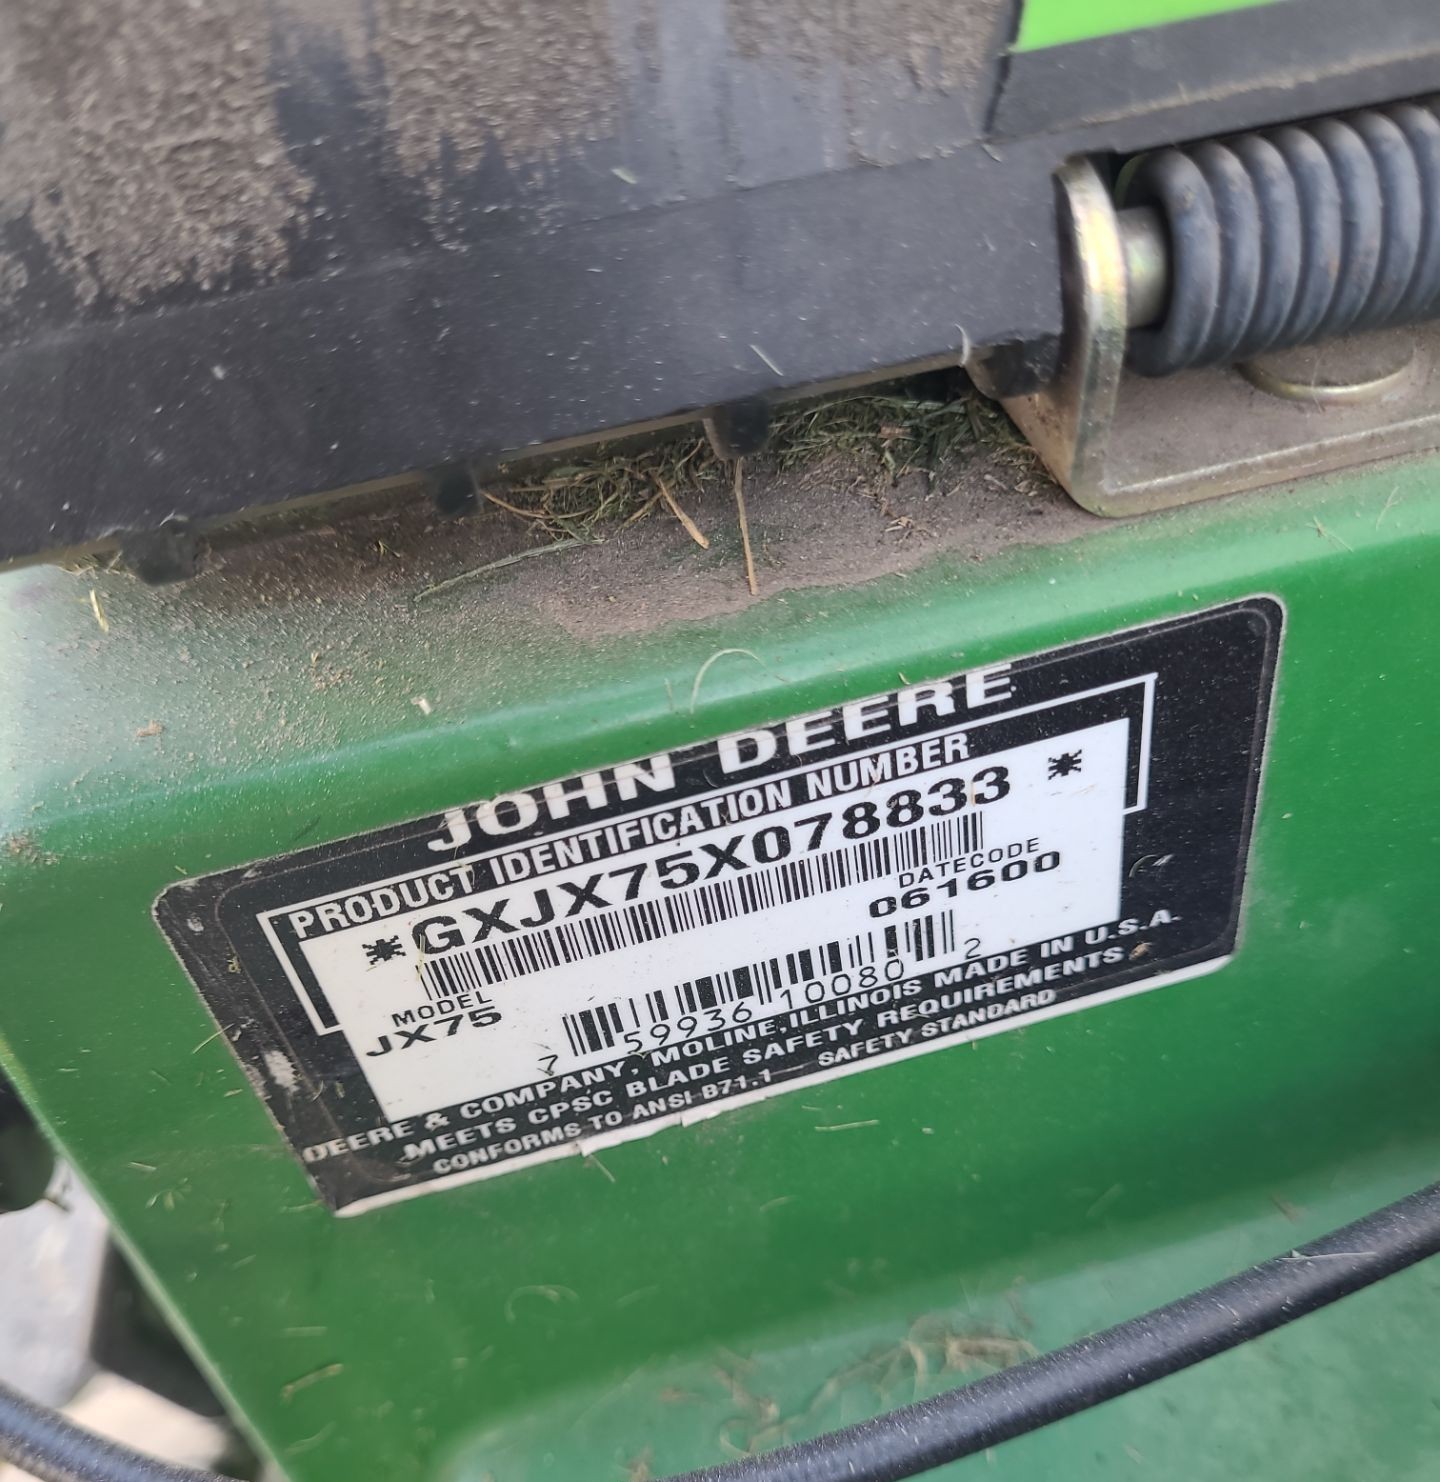 JOHN DEERE
PRODUCT IDENTIFICATION NUMBER
*GXJX75X078833 *
DATECODE
061600
MODEL
JX75
7 59936 10080 2
DEERE & COMPANY, MOLINE, ILLINOIS MADE IN U.S.A.
MEETS CPSC BLADE SAFETY REQUIREMENTS
CONFORMS TO ANSI B71.1 SAFETY STANDARD